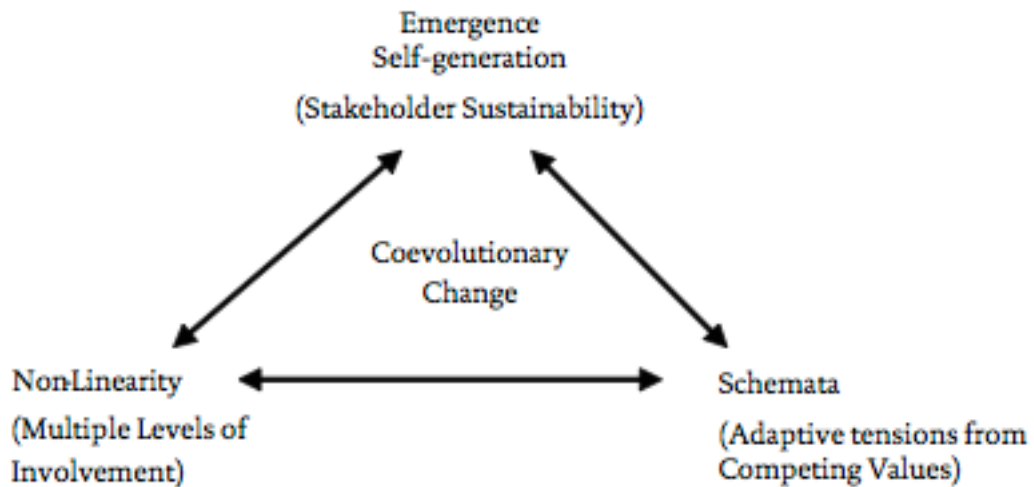 Emergence
Self-generation
(Stakeholder Sustainability)
Coevolutionary
Change
Non-Linearity
(Multiple Levels of
Involvement)
Schemata
(Adaptive tensions from
Competing Values)